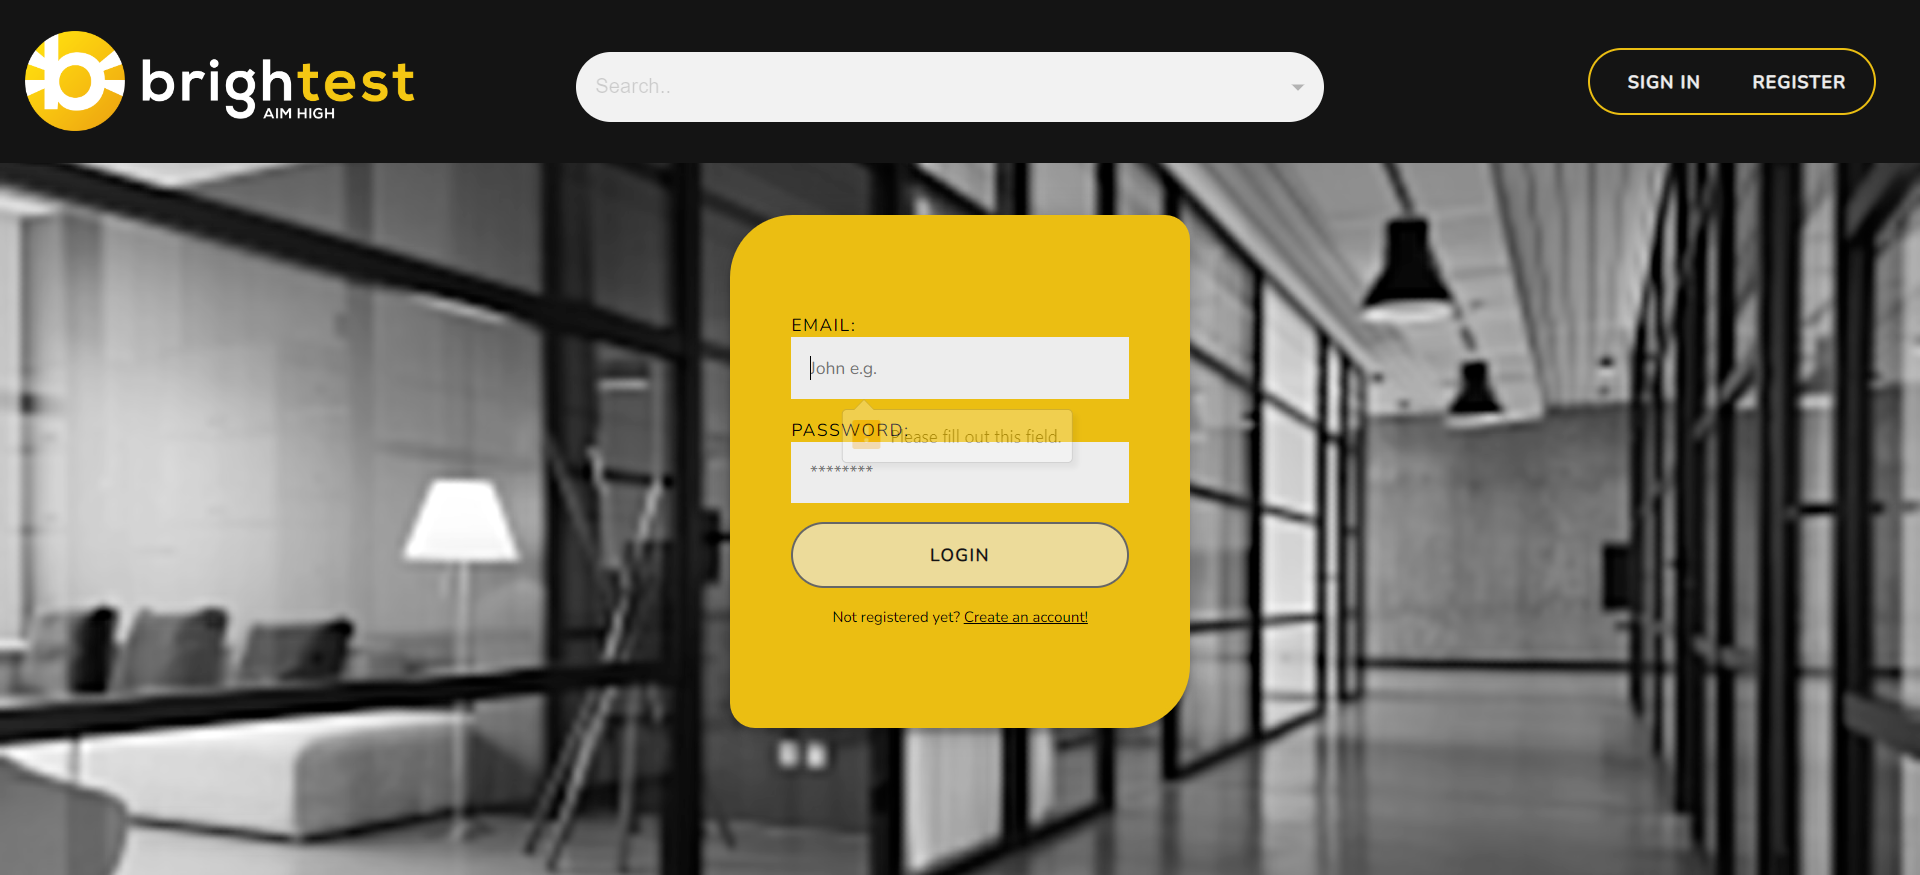 brightest
AIM HIGH
Search..
SIGN IN
REGISTER
EMAIL:
John e.g.
PASSWORD:
Please fill out this field.
********
LOGIN
Not registered yet? Create an account!